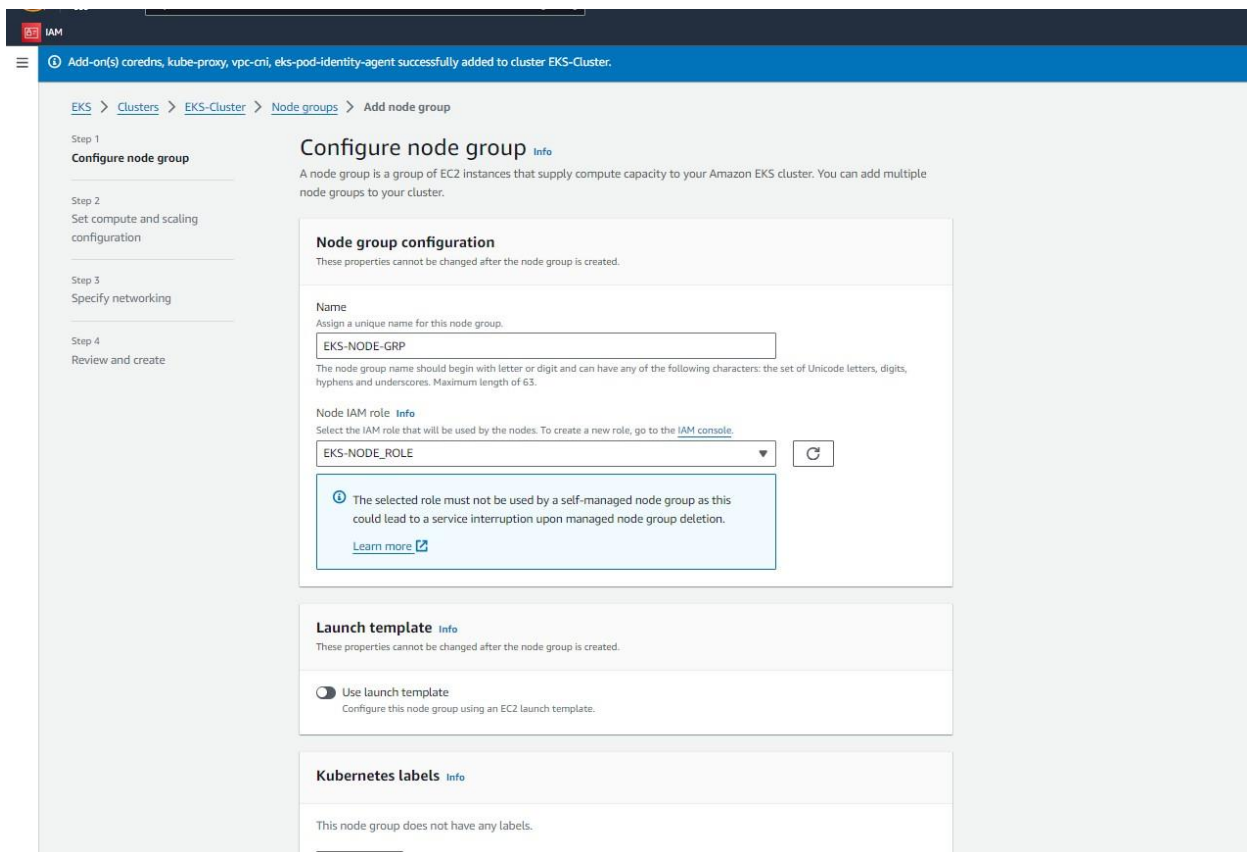 IAM
Add-on(s) coredns, kube-proxy, vpc-cni, eks-pod-identity-agent successfully added to cluster EKS-Cluster.
EKS > Clusters > EKS-Cluster > Node groups > Add node group
Step 1
Configure node group
Step 2
Set compute and scaling
configuration
Step 3
Specify networking
Step 4
Review and create
Configure node group Info
A node group is a group of EC2 instances that supply compute capacity to your Amazon EKS cluster. You can add multiple
node groups to your cluster.
Node group configuration
These properties cannot be changed after the node group is created.
Name
Assign a unique name for this node group.
EKS-NODE-GRP
The node group name should begin with letter or digit and can have any of the following characters: the set of Unicode letters, digits,
hyphens and underscores. Maximum length of 63.
Node IAM role Info
Select the IAM role that will be used by the nodes. To create a new role, go to the IAM console.
EKS-NODE_ROLE
The selected role must not be used by a self-managed node group as this
could lead to a service interruption upon managed node group deletion.
Learn more
Launch template Info
These properties cannot be changed after the node group is created.
Use launch template
Configure this node group using an EC2 launch template.
Kubernetes labels Info
This node group does not have any labels.